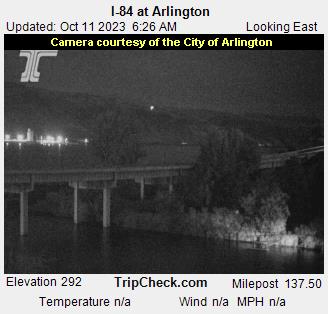 I-84 at Arlington
Updated: Oct 11 2023 6:26 AM Looking East
Camera courtesy of the City of Arlington
Elevation 292 TripCheck.com Milepost 137.50
Temperature n/a Wind n/a MPH n/a